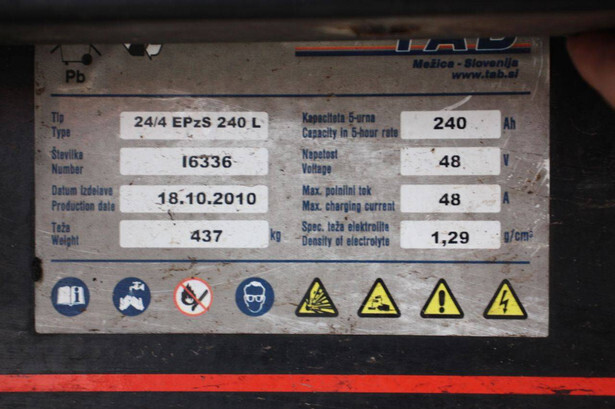 Pb
TAB
Mežica - Slovenija
www.tab.si
Tip
Type
24/4 EPzS 240 L
Kapaciteta 5-urna
Capacity in 5-hour rate
240
Ah
Številka
Number
I6336
Napetost
Voltage
48
V
Datum izdelave
Production date
18.10.2010
Max. polnilni tok
Max. charging current
48
A
Teža
Weight
437
kg
Spec. teža elektrolita
Density of electrolyte
1,29
g/cm³